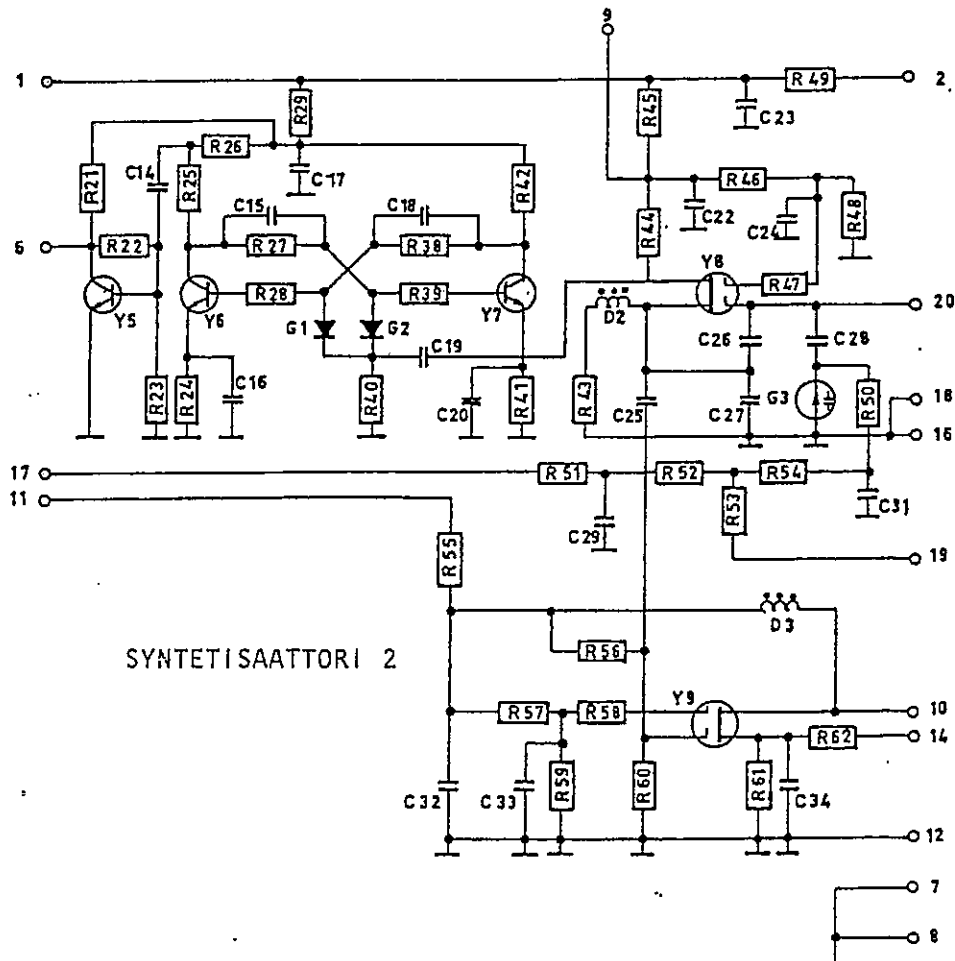 9
1
2
R29
R45
R49
C23
R26
C14
R21
R25
C17
R42
R46
C15
C18
C22
C24
R48
6
R22
R27
R38
R44
Y8
R28
R39
R47
Y5
Y6
G1
G2
Y7
D2
20
C19
C26
C28
R23
R24
C16
R40
C20
R41
R43
C25
C27
G3
R50
18
16
17
R51
R52
R54
11
C29
R53
C31
R55
19
D3
SYNTETISAATTORI 2
R56
Y9
R57
R58
10
14
R62
C32
C33
R59
R60
R61
C34
12
7
8